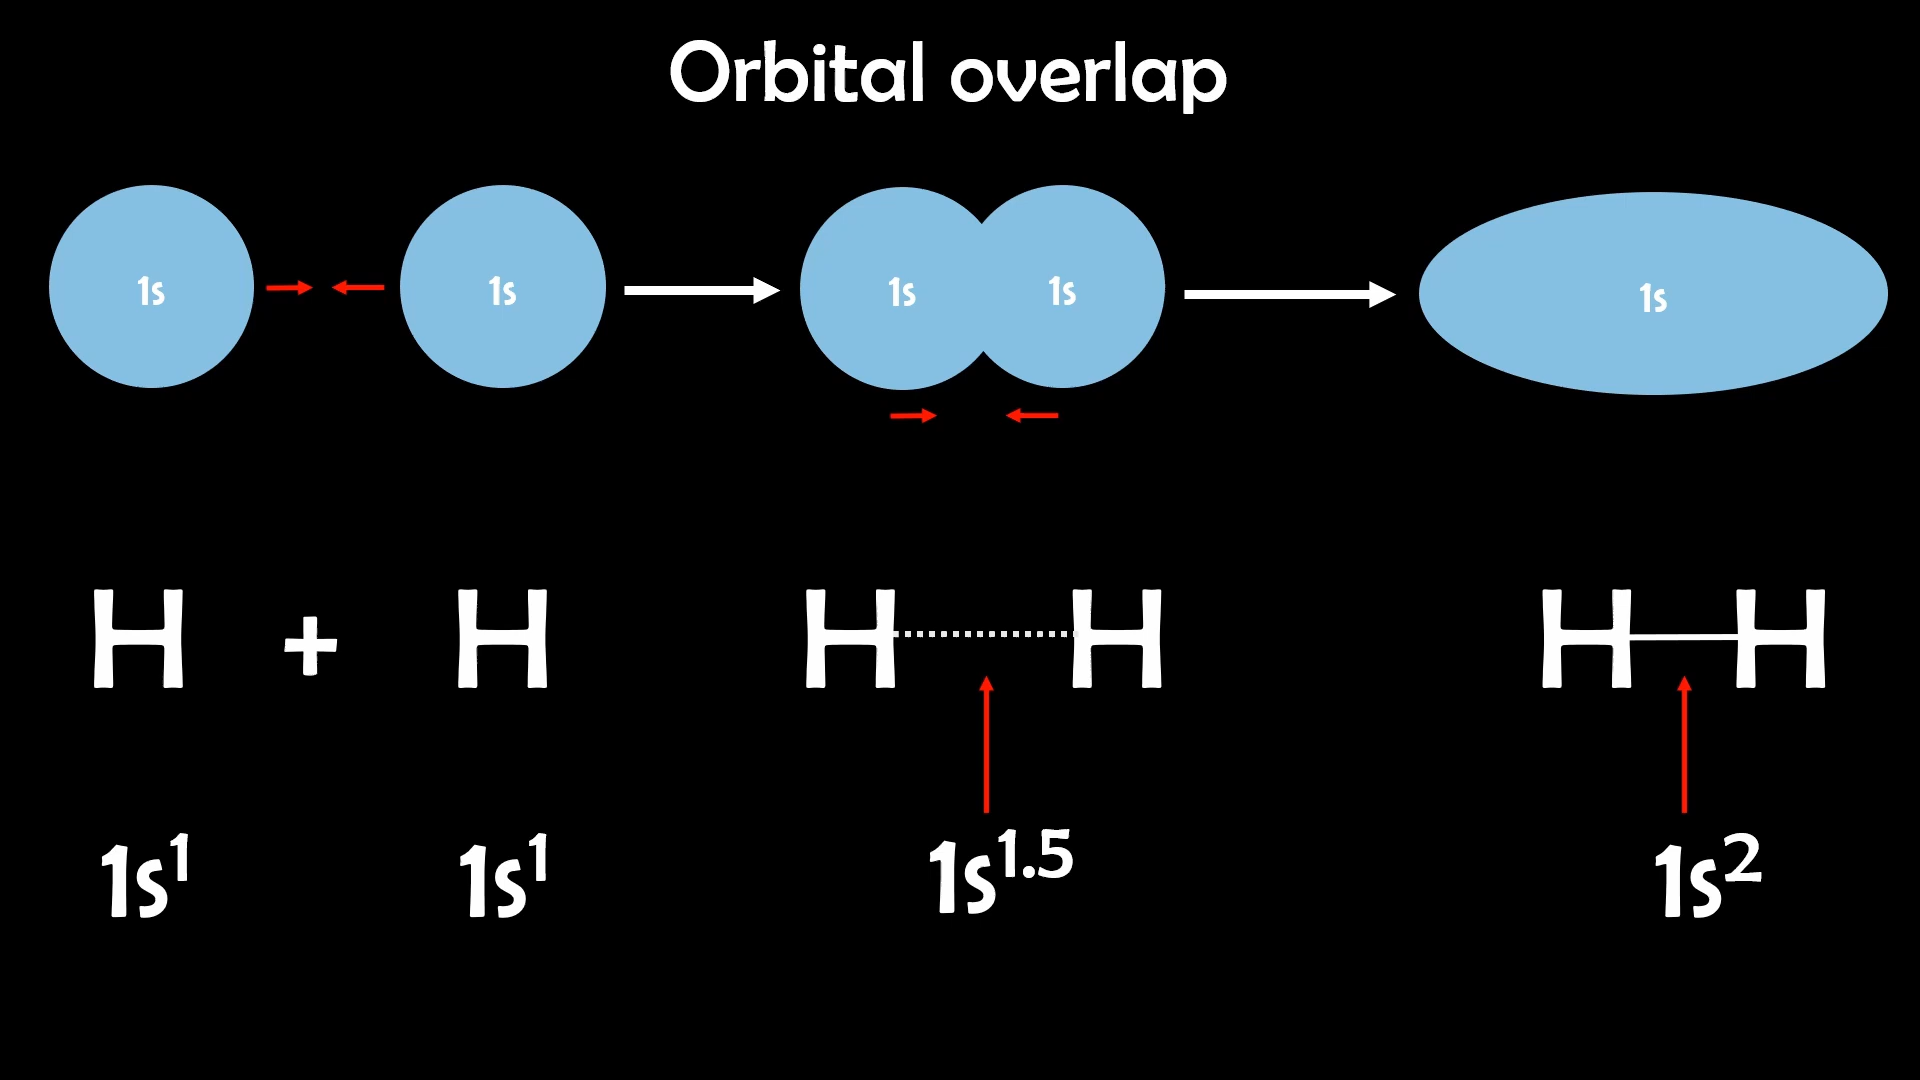 Orbital overlap
1s 1s 1s 1s 1s
H + H H H H H
1s¹ 1s¹ 1s¹·⁵ 1s²